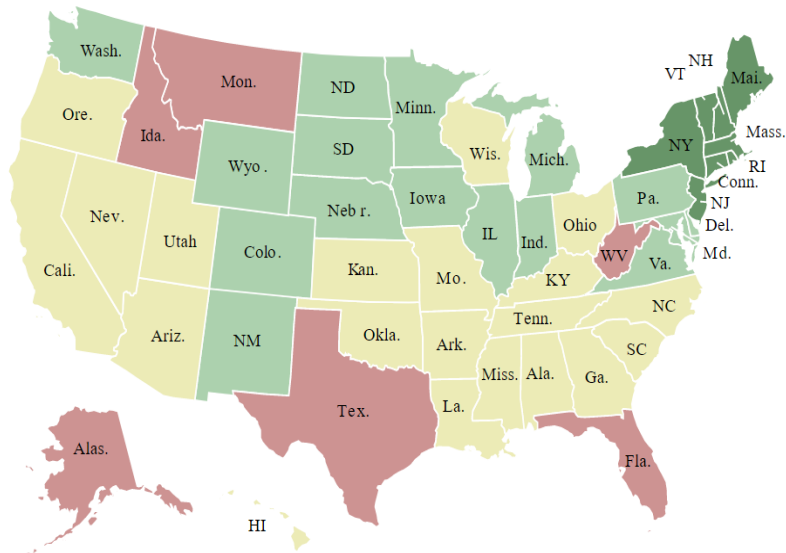 NH
VT
Mai.
Wash.
Mon.
ND
Minn.
Ore.
Ida.
Mass.
NY
Wis.
SD
Mich.
Wyo .
RI
Conn.
Pa.
Iowa
Neb r.
NJ
Nev.
Del.
Ohio
IL
Ind.
Utah
Colo.
Md.
WV
Va.
Cali.
Kan.
Mo.
KY
NC
Tenn.
Ariz.
NM
Okla.
Ark.
SC
Miss.
Ala.
Ga.
La.
Tex.
Alas.
Fla.
HI